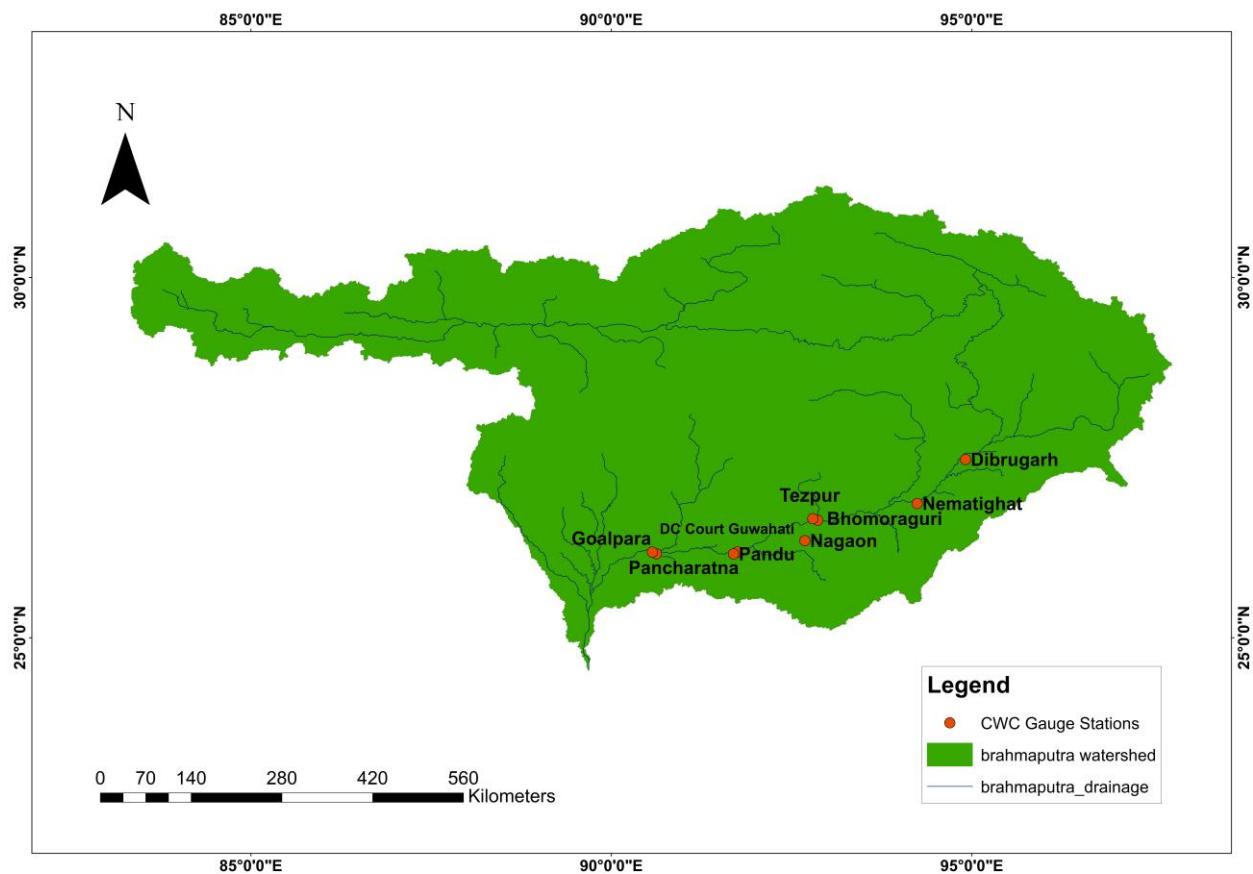 85°0'0"E
90°0'0"E
95°0'0"E
N
30°0'0"N
30°0'0"N
Dibrugarh
Tezpur
Nematighat
Bhomoraguri
DC Court Guwahati
Goalpara
Nagaon
Pandu
Pancharatna
25°0'0"N
25°0'0"N
Legend
CWC Gauge Stations
brahmaputra watershed
brahmaputra_drainage
0 70 140 280 420 560
Kilometers
85°0'0"E
90°0'0"E
95°0'0"E